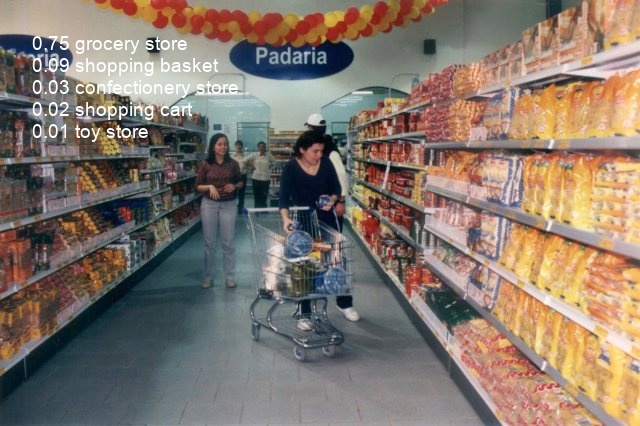 0.75 grocery store
0.09 shopping basket
0.03 confectionery store
0.02 shopping cart
0.01 toy store
Padaria